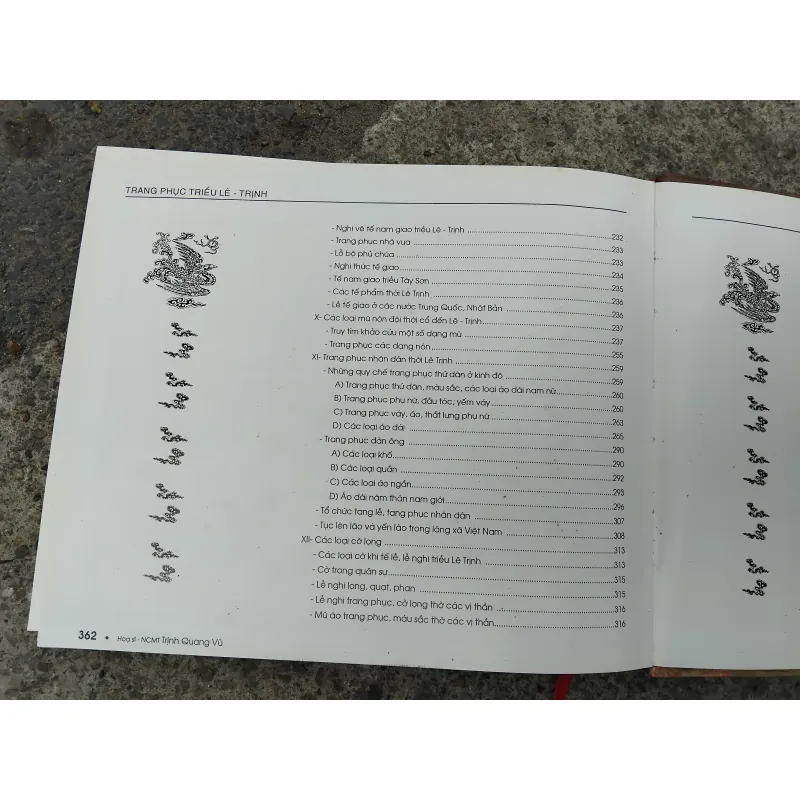 TRANG PHỤC TRIỀU LÊ - TRỊNH
- Nghi vệ tế nam giao triều Lê - Trịnh ........ 232
- Trang phục nhà vua ........ 233
- Lỗ bộ phủ chúa ........ 233
- Nghi thức tế giao ........ 234
- Tế nam giao triều Tây Sơn ........ 235
- Các tế phẩm thời Lê Trịnh ........ 236
- Lễ tế giao ở các nước Trung Quốc, Nhật Bản ........ 236
X- Các loại mũ nón đôi thời cổ đến Lê - Trịnh ........ 237
- Truy tìm khảo cứu một số dạng mũ ........ 237
- Trang phục các dạng nón ........ 255
XI- Trang phục nhân dân thời Lê Trịnh ........ 259
- Những quy chế trang phục thứ dân ở kinh đô ........ 259
A) Trang phục thứ dân, màu sắc, các loại áo dài nam nữ ........ 260
B) Trang phục phụ nữ, đầu tóc, yếm váy ........ 260
C) Trang phục váy, áo, thắt lưng phụ nữ ........ 263
D) Các loại áo dài ........ 265
- Trang phục đàn ông ........ 290
A) Các loại khố ........ 290
B) Các loại quần ........ 292
C) Các loại áo ngắn ........ 293
D) Áo dài năm thân nam giới ........ 296
- Tổ chức tang lễ, tang phục nhân dân ........ 307
- Tục lên lão và yến lão trong làng xã Việt Nam ........ 308
XII- Các loại cờ lọng ........ 313
- Các loại cờ khi tế lễ, lễ nghi triều Lê Trịnh ........ 313
- Cờ trong quân sự ........ 315
- Lễ nghi lọng, quạt, phan ........ 315
- Lễ nghi trang phục, cờ lọng thờ các vị thần ........ 316
- Mũ áo trang phục, màu sắc thờ các vị thần ........ 316
362 • Hoạ sĩ - NCMT Trịnh Quang Vũ